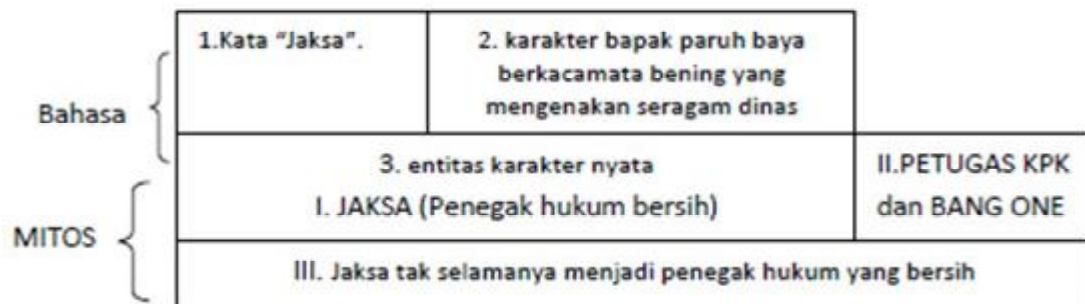 1.Kata "Jaksa".
2. karakter bapak paruh baya
berkacamata bening yang
mengenakan seragam dinas
Bahasa
3. entitas karakter nyata
I. JAKSA (Penegak hukum bersih)
II.PETUGAS KPK
dan BANG ONE
MITOS
III. Jaksa tak selamanya menjadi penegak hukum yang bersih